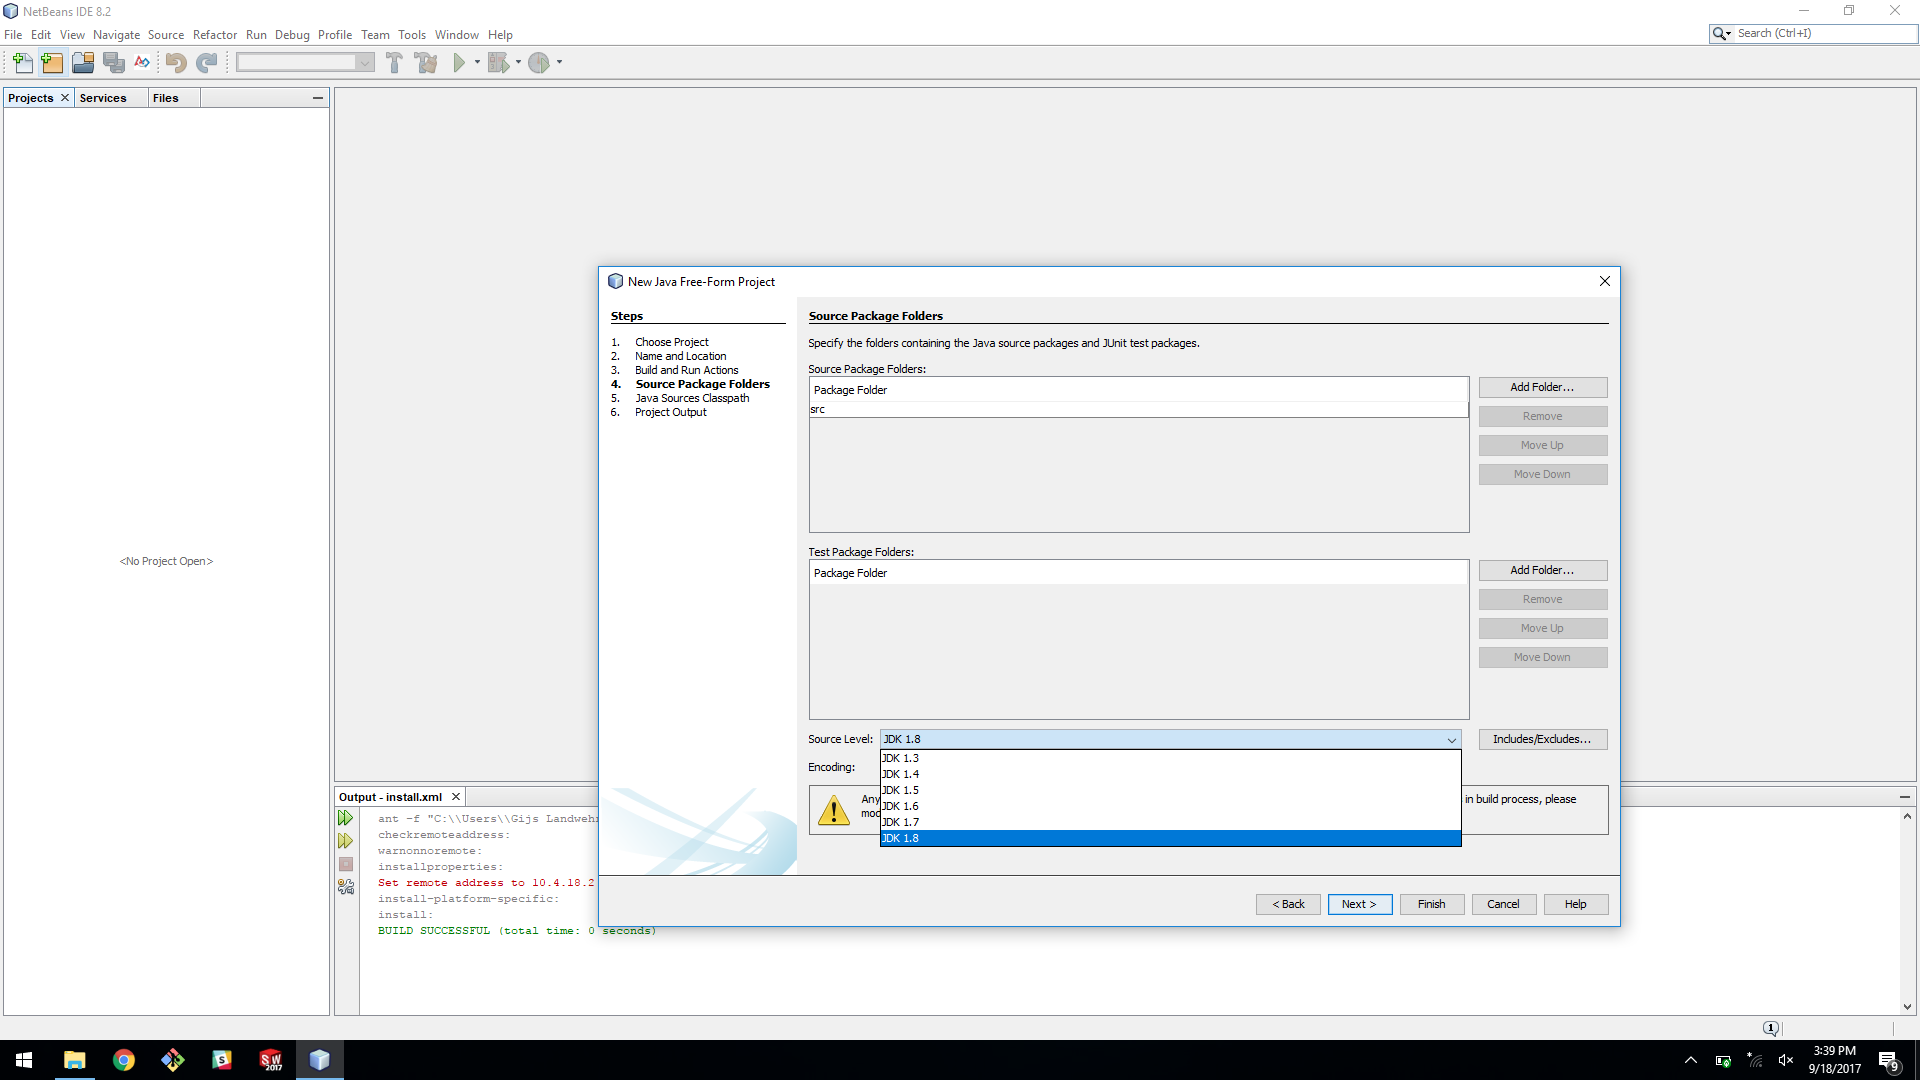 NetBeans IDE 8.2
File Edit View Navigate Source Refactor Run Debug Profile Team Tools Window Help
Search (Ctrl+I)
Projects Services Files
<No Project Open>
New Java Free-Form Project
Steps
1. Choose Project
2. Name and Location
3. Build and Run Actions
4. Source Package Folders
5. Java Sources Classpath
6. Project Output
Source Package Folders
Specify the folders containing the Java source packages and JUnit test packages.
Source Package Folders:
Package Folder
src
Add Folder...
Remove
Move Up
Move Down
Test Package Folders:
Package Folder
Add Folder...
Remove
Move Up
Move Down
Source Level: JDK 1.8
Includes/Excludes...
JDK 1.3
JDK 1.4
JDK 1.5
JDK 1.6
JDK 1.7
JDK 1.8
Encoding:
Any
in build process, please
mod
< Back Next > Finish Cancel Help
Output - install.xml
ant -f "C:\\Users\\Gijs Landwehr
checkremoteaddress:
warnonnoremote:
installproperties:
Set remote address to 10.4.18.2
install-platform-specific:
install:
BUILD SUCCESSFUL (total time: 0 seconds)
1
S
SW
2017
3:39 PM
9/18/2017
9